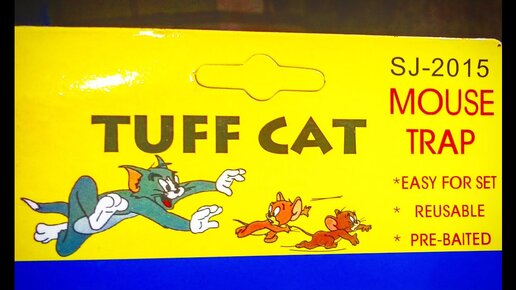 TUFF CAT
SJ-2015
MOUSE
TRAP
*EASY FOR SET
* REUSABLE
* PRE-BAITED